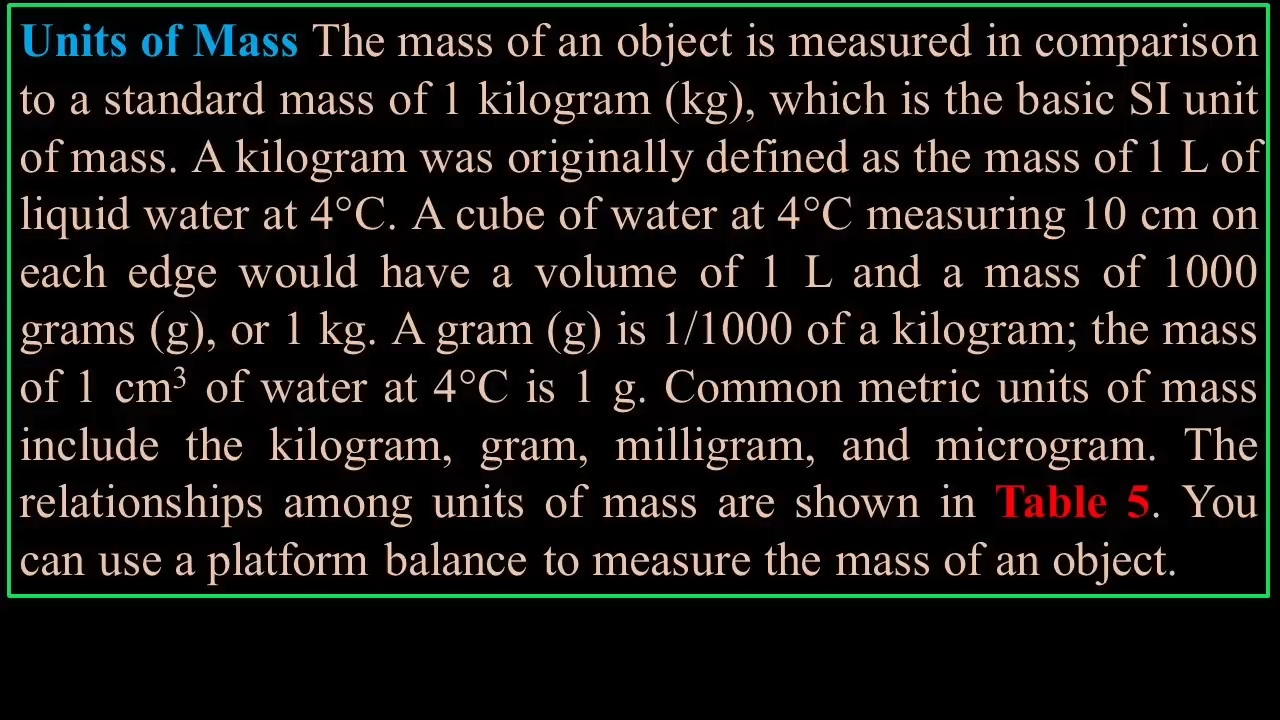 Units of Mass The mass of an object is measured in comparison
to a standard mass of 1 kilogram (kg), which is the basic SI unit
of mass. A kilogram was originally defined as the mass of 1 L of
liquid water at 4°C. A cube of water at 4°C measuring 10 cm on
each edge would have a volume of 1 L and a mass of 1000
grams (g), or 1 kg. A gram (g) is 1/1000 of a kilogram; the mass
of 1 cm³ of water at 4°C is 1 g. Common metric units of mass
include the kilogram, gram, milligram, and microgram. The
relationships among units of mass are shown in Table 5. You
can use a platform balance to measure the mass of an object.